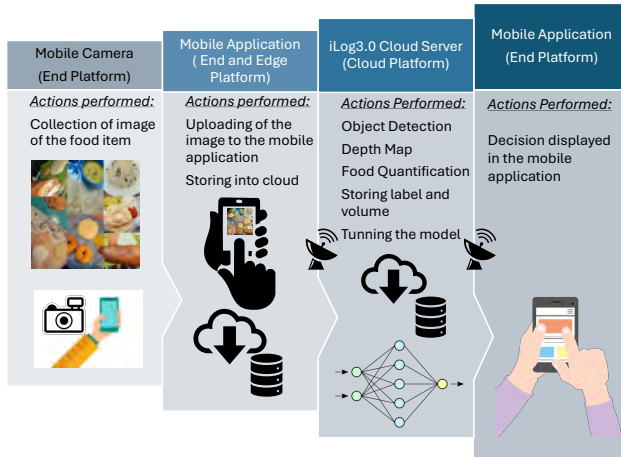 Mobile Camera
(End Platform)
Actions performed:
Collection of image
of the food item
Mobile Application
( End and Edge
Platform)
Actions performed:
Uploading of the
image to the mobile
application
Storing into cloud
iLog3.0 Cloud Server
(Cloud Platform)
Actions Performed:
Object Detection
Depth Map
Food Quantification
Storing label and
volume
Tunning the model
Mobile Application
(End Platform)
Actions Performed:
Decision displayed
in the mobile
application